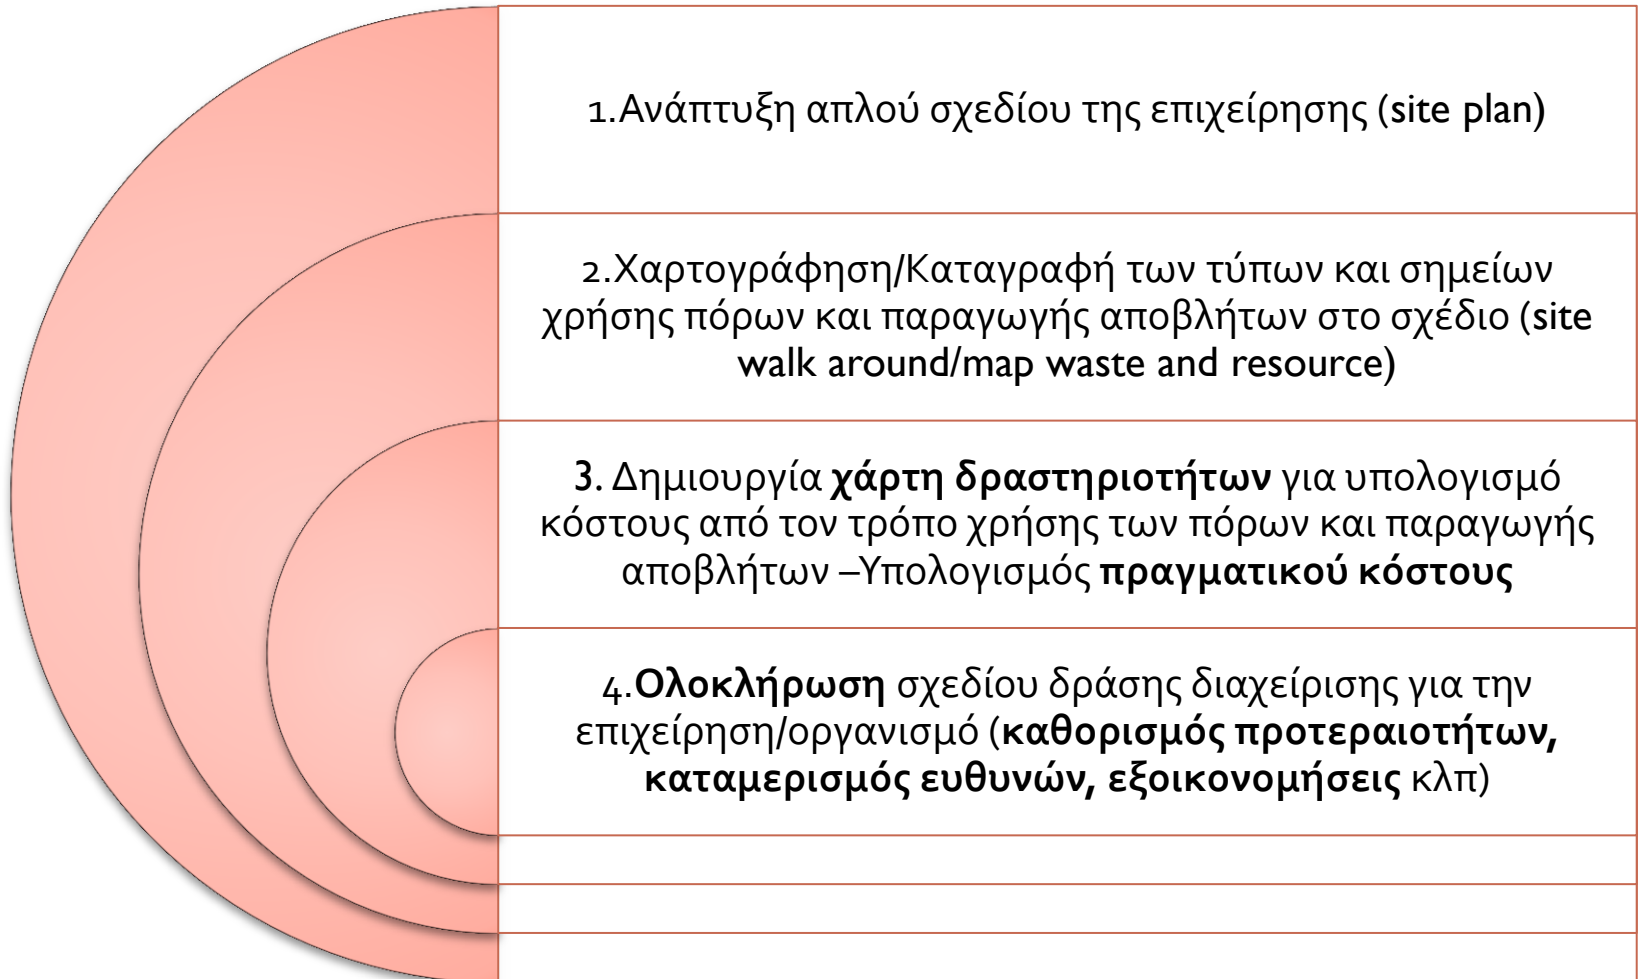 1.Ανάπτυξη απλού σχεδίου της επιχείρησης (site plan)
2.Χαρτογράφηση/Καταγραφή των τύπων και σημείων
χρήσης πόρων και παραγωγής αποβλήτων στο σχέδιο (site
walk around/map waste and resource)
3. Δημιουργία χάρτη δραστηριοτήτων για υπολογισμό
κόστους από τον τρόπο χρήσης των πόρων και παραγωγής
αποβλήτων –Υπολογισμός πραγματικού κόστους
4.Ολοκλήρωση σχεδίου δράσης διαχείρισης για την
επιχείρηση/οργανισμό (καθορισμός προτεραιοτήτων,
καταμερισμός ευθυνών, εξοικονομήσεις κλπ)